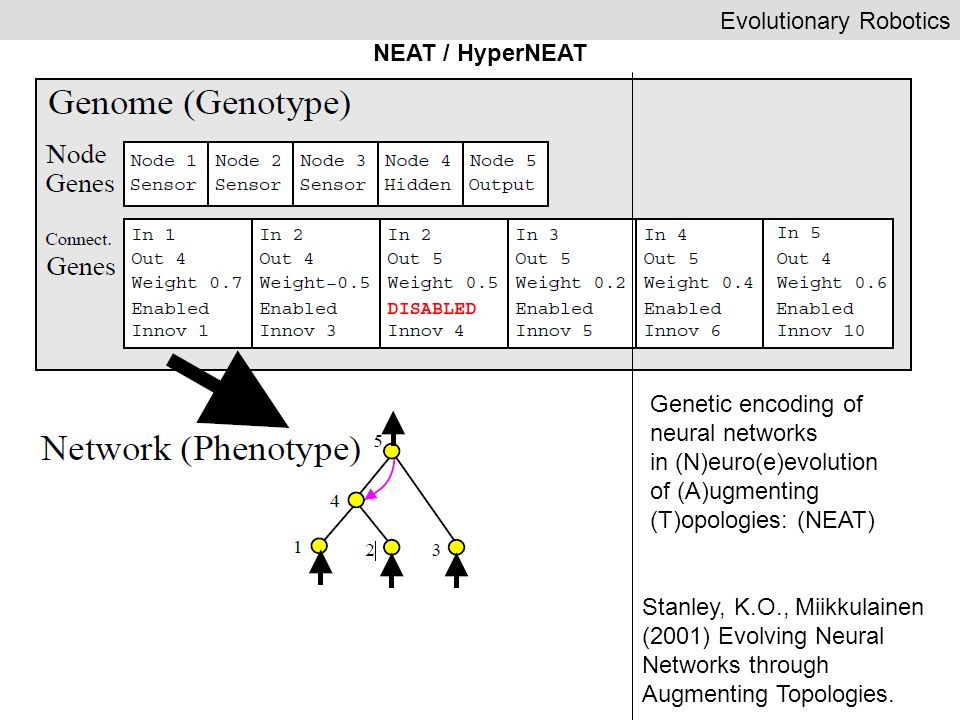 Evolutionary Robotics
NEAT / HyperNEAT
Genome (Genotype)
Node Genes
Node 1 Node 2 Node 3 Node 4 Node 5
Sensor Sensor Sensor Hidden Output
Connect. Genes
In 1 In 2 In 2 In 3 In 4 In 5
Out 4 Out 4 Out 5 Out 5 Out 5 Out 4
Weight 0.7 Weight-0.5 Weight 0.5 Weight 0.2 Weight 0.4 Weight 0.6
Enabled Enabled DISABLED Enabled Enabled Enabled
Innov 1 Innov 3 Innov 4 Innov 5 Innov 6 Innov 10
Network (Phenotype)
5
4
1 2 3
Genetic encoding of
neural networks
in (N)euro(e)evolution
of (A)ugmenting
(T)opologies: (NEAT)
Stanley, K.O., Miikkulainen
(2001) Evolving Neural
Networks through
Augmenting Topologies.